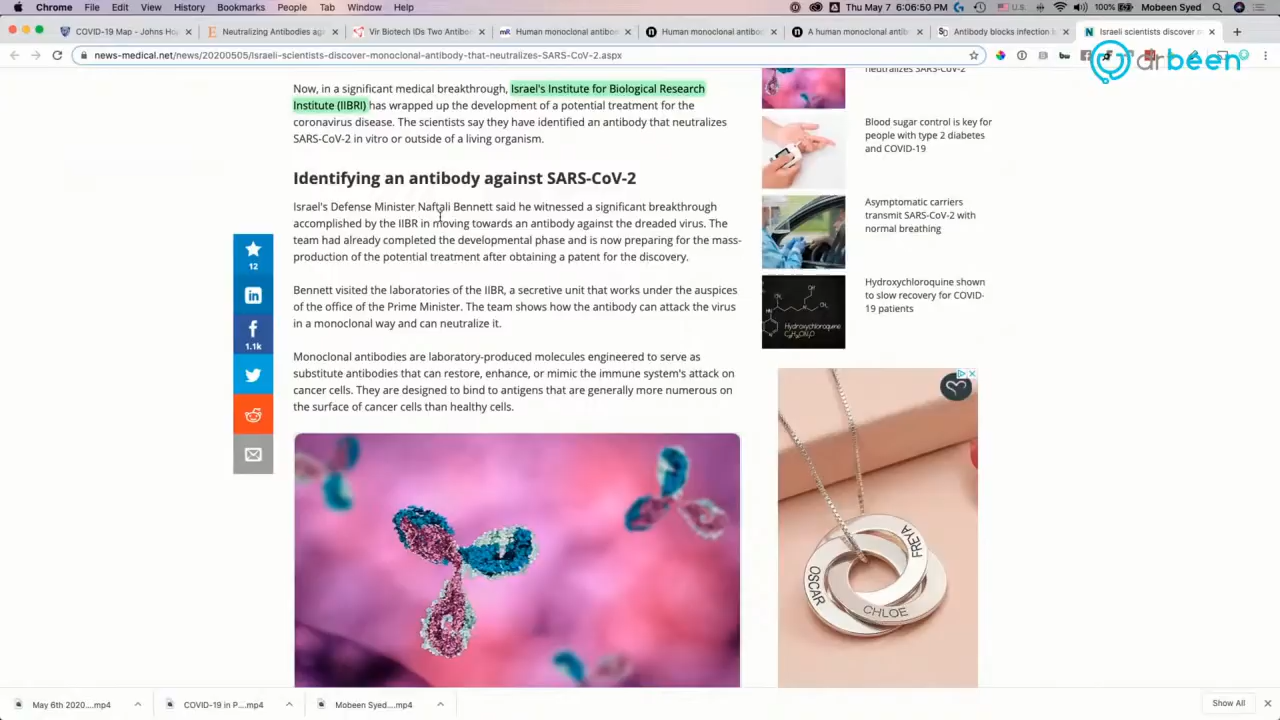 Chrome File Edit View History Bookmarks People Tab Window Help
100% Thu May 7 6:06:50 PM Mobeen Syed
COVID-19 Map - Johns Ho
Neutralizing Antibodies ag
Vir Biotech IDs Two Antibo
Human monoclonal antibo
Human monoclonal antiboc
A human monoclonal antib
Antibody blocks infection b
Israeli scientists discover m
news-medical.net/news/20200505/Israeli-scientists-discover-monoclonal-antibody-that-neutralizes-SARS-CoV-2.aspx
drbeen
Now, in a significant medical breakthrough, Israel's Institute for Biological Research
Institute (IIBRI) has wrapped up the development of a potential treatment for the
coronavirus disease. The scientists say they have identified an antibody that neutralizes
SARS-CoV-2 in vitro or outside of a living organism.
Identifying an antibody against SARS-CoV-2
Israel's Defense Minister Naftali Bennett said he witnessed a significant breakthrough
accomplished by the IIBR in moving towards an antibody against the dreaded virus. The
team had already completed the developmental phase and is now preparing for the mass-
production of the potential treatment after obtaining a patent for the discovery.
Bennett visited the laboratories of the IIBR, a secretive unit that works under the auspices
of the office of the Prime Minister. The team shows how the antibody can attack the virus
in a monoclonal way and can neutralize it.
Monoclonal antibodies are laboratory-produced molecules engineered to serve as
substitute antibodies that can restore, enhance, or mimic the immune system's attack on
cancer cells. They are designed to bind to antigens that are generally more numerous on
the surface of cancer cells than healthy cells.
12
1.1k
neutralizes SARS-CoV-2
Blood sugar control is key for
people with type 2 diabetes
and COVID-19
Asymptomatic carriers
transmit SARS-CoV-2 with
normal breathing
Hydroxychloroquine shown
to slow recovery for COVID-
19 patients
Hydroxychloroquine
FREYA
OSCAR
CHLOE
May 6th 2020....mp4
COVID-19 in P....mp4
Mobeen Syed....mp4
Show All